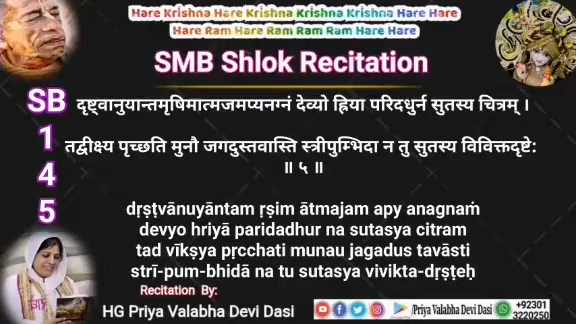 Hare Krishna Hare Krishna Krishna Krishna Hare Hare
Hare Ram Hare Ram Ram Ram Hare Hare
SMB Shlok Recitation
SB
1
4
5
दृष्ट्वानुयान्तमृषिमात्मजमप्यनग्नं देव्यो ह्रिया परिदधुर्न सुतस्य चित्रम् ।
तद्वीक्ष्य पृच्छति मुनौ जगदुस्तवास्ति स्त्रीपुम्भिदा न तु सुतस्य विविक्तदृष्टे:
॥ ५ ॥
dṛṣṭvānuyāntam ṛṣim ātmajam apy anagnaṁ
devyo hriyā paridadhur na sutasya citram
tad vīkṣya pṛcchati munau jagadus tavāsti
strī-pum-bhidā na tu sutasya vivikta-dṛṣṭeḥ
Recitation By:
HG Priya Valabha Devi Dasi
/Priya Valabha Devi Dasi
+92301
3220250